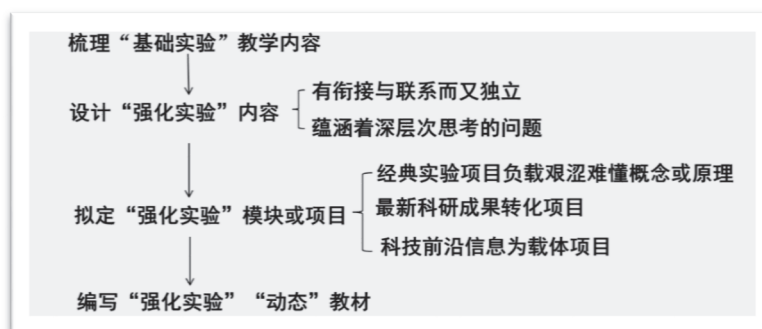 梳理“基础实验”教学内容
有衔接与联系而又独立
设计“强化实验”内容
蕴涵着深层次思考的问题
经典实验项目负载艰涩难懂概念或原理
拟定“强化实验”模块或项目
最新科研成果转化项目
科技前沿信息为载体项目
编写“强化实验”“动态”教材